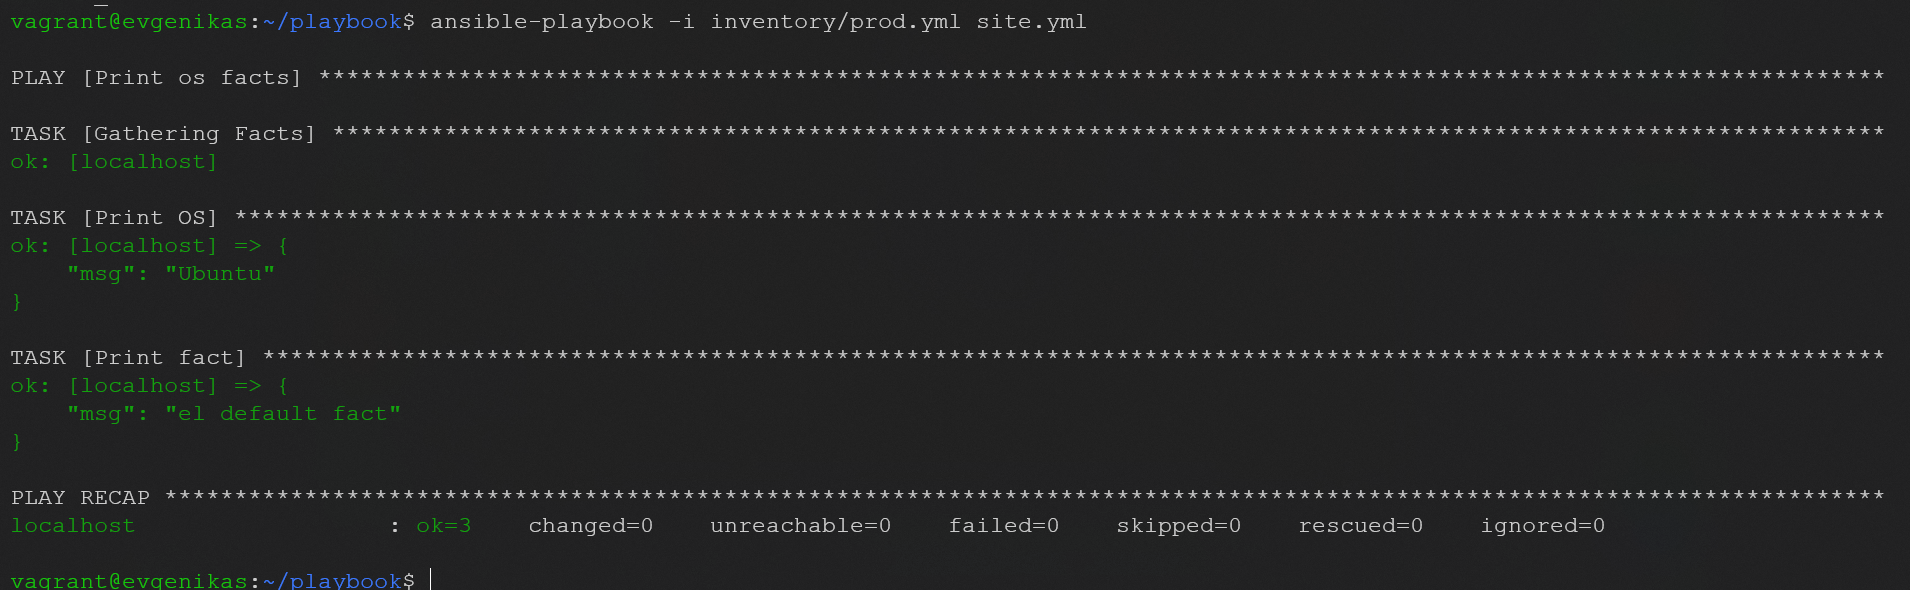 vagrant@evgenikas:~/playbook$ ansible-playbook -i inventory/prod.yml site.yml
PLAY [Print os facts] ****************************************************************************************************************
TASK [Gathering Facts] ***************************************************************************************************************
ok: [localhost]
TASK [Print OS] **********************************************************************************************************************
ok: [localhost] => {
    "msg": "Ubuntu"
}
TASK [Print fact] ********************************************************************************************************************
ok: [localhost] => {
    "msg": "el default fact"
}
PLAY RECAP ***************************************************************************************************************************
localhost                  : ok=3    changed=0    unreachable=0    failed=0    skipped=0    rescued=0    ignored=0
vagrant@evgenikas:~/playbook$